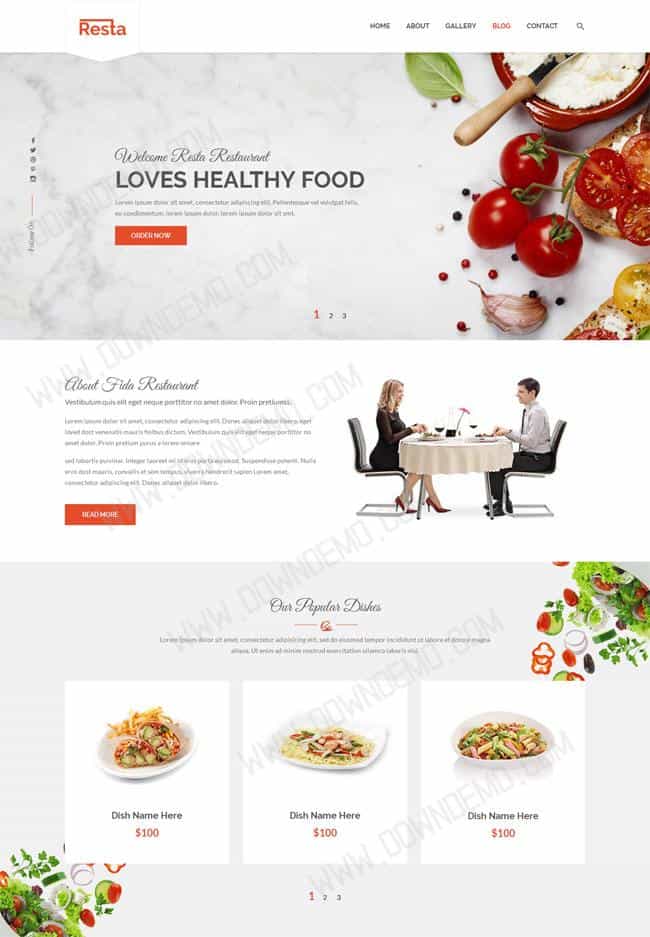 Resta
HOME ABOUT GALLERY BLOG CONTACT
Welcome Resta Restaurant
LOVES HEALTHY FOOD
Lorem ipsum dolor sit amet, consectetur adipiscing elit. Pellentesque vel volutpat felis,
eu condimentum. lorem ipsum dolor lorem ipsum dolor sit smt.
ORDER NOW
Follow On
1 2 3
About Fida Restaurant
Vestibulum quis elit eget neque porttitor no amet dolor. Proin pretiumss.
Lorem ipsum dolor sit amet, consectetur adipiscing elit. Donec aliquet dolor libero, eget
lovest dort venenatis mauris finibus dictum. Vestibulum quis elit eget neque porttitor no
amet dolor. Proin pretium purus a lorem ornare
sed lobortis pulvinar. Integer laoreet mi id libero porta euismod. Suspendisse potenti. Nulla
eros dest mauris, convallis et sem tempus, viverra hendrerit sapien Lorem amet,
consectetur adipiscing elit. Donec aliquet dolor libero.
READ MORE
Our Popular Dishes
Lorem ipsum dolor sit amet, consectetur adipisicing elit, sed do eiusmod tempor incididunt ut labore et dolore magna
aliqua. Ut enim ad minim nostrud exercitation ullamco laboris nisi.
Dish Name Here
$100
Dish Name Here
$100
Dish Name Here
$100
1 2 3
WWW.DOWNDEMO.COM